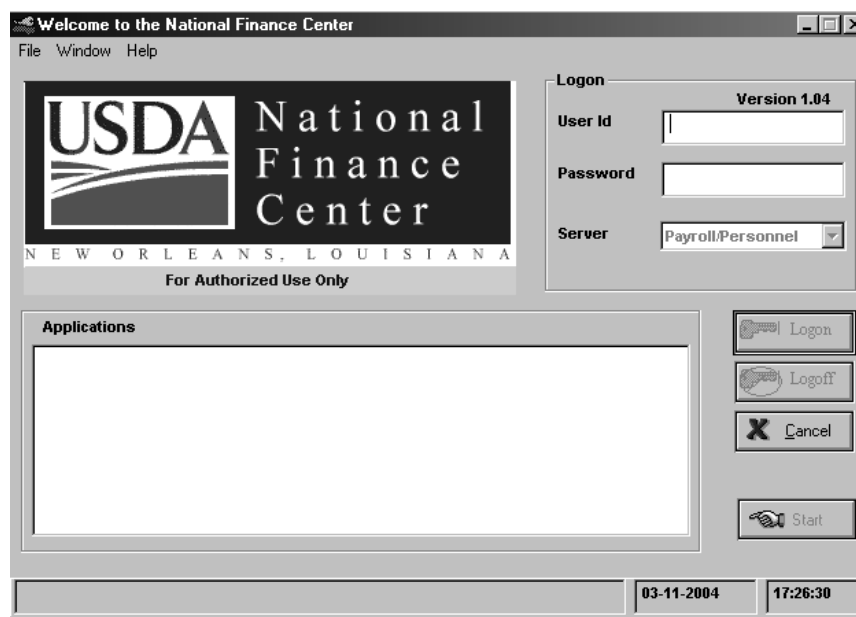 Welcome to the National Finance Center
File Window Help
USDA National
Finance
Center
NEW ORLEANS, LOUISIANA
For Authorized Use Only
Logon
Version 1.04
User Id
Password
Server Payroll/Personnel
Applications
Logon
Logoff
Cancel
Start
03-11-2004 17:26:30